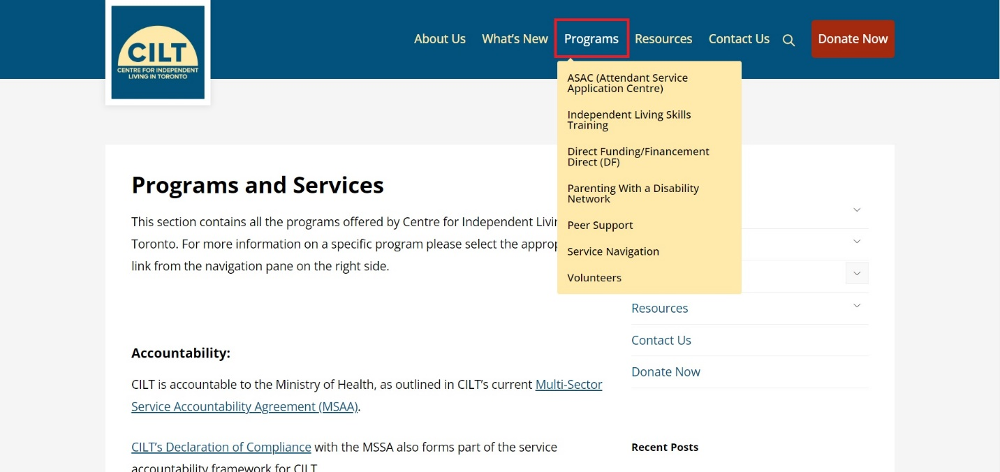 CILT
CENTRE FOR INDEPENDENT
LIVING IN TORONTO
About Us
What's New
Programs
Resources
Contact Us
Donate Now
ASAC (Attendant Service
Application Centre)
Independent Living Skills
Training
Direct Funding/Financement
Direct (DF)
Parenting With a Disability
Network
Peer Support
Service Navigation
Volunteers
Programs and Services
This section contains all the programs offered by Centre for Independent
Toronto. For more information on a specific program please select the
link from the navigation pane on the right side.
Accountability:
CILT is accountable to the Ministry of Health, as outlined in CILT's current Multi-Sector
Service Accountability Agreement (MSAA).
CILT's Declaration of Compliance with the MSSA also forms part of the service
accountability framework for CILT.
Resources
Contact Us
Donate Now
Recent Posts